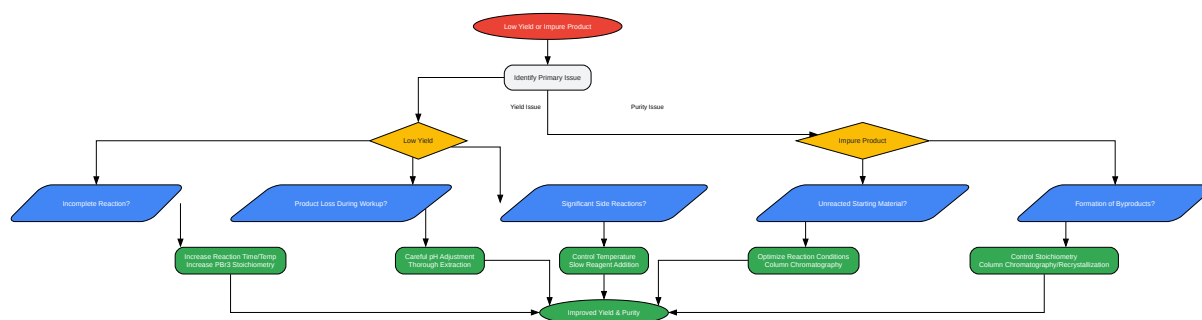 Low Yield or Impure Product
Identify Primary Issue
Yield Issue
Purity Issue
Low Yield
Impure Product
Incomplete Reaction?
Product Loss During Workup?
Significant Side Reactions?
Unreacted Starting Material?
Formation of Byproducts?
Increase Reaction Time/Temp
Increase PBr3 Stoichiometry
Careful pH Adjustment
Thorough Extraction
Control Temperature
Slow Reagent Addition
Optimize Reaction Conditions
Column Chromatography
Control Stoichiometry
Column Chromatography/Recrystallization
Improved Yield & Purity